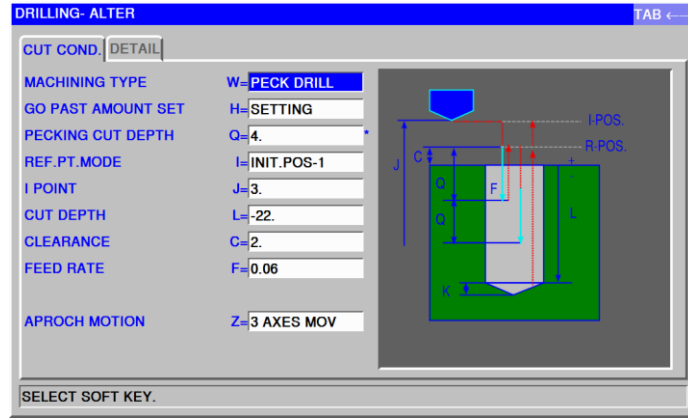 DRILLING- ALTER TAB ←
CUT COND. DETAIL
MACHINING TYPE W=PECK DRILL
GO PAST AMOUNT SET H=SETTING
PECKING CUT DEPTH Q=4. *
REF.PT.MODE I=INIT.POS-1
I POINT J=3.
CUT DEPTH L=-22.
CLEARANCE C=2.
FEED RATE F=0.06
APROCH MOTION Z=3 AXES MOV
I-POS.
R-POS.
J C + -
Q F
Q L
K
SELECT SOFT KEY.